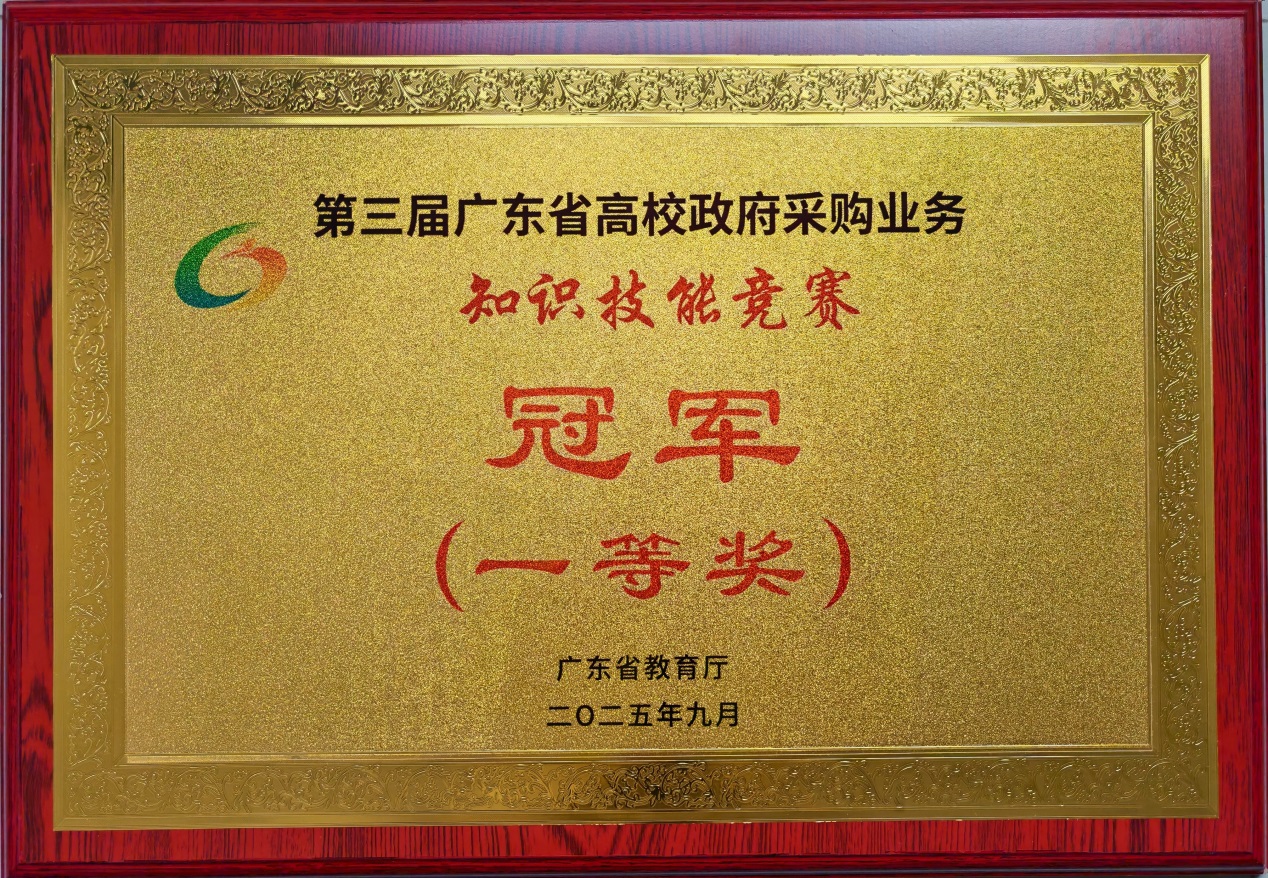 第三届广东省高校政府采购业务
知识技能竞赛
冠军
(一等奖)
广东省教育厅
二〇二五年九月